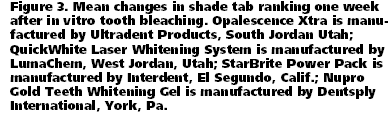 Figure 3. Mean changes in shade tab ranking one week
after in vitro tooth bleaching. Opalescence Xtra is manu-
factured by Ultradent Products, South Jordan Utah;
QuickWhite Laser Whitening System is manufactured by
LumaChem, West Jordan, Utah; StarBrite Power Pack is
manufactured by Interdent, El Segundo, Calif.; Nupro
Gold Teeth Whitening Gel is manufactured by Dentsply
International, York, Pa.